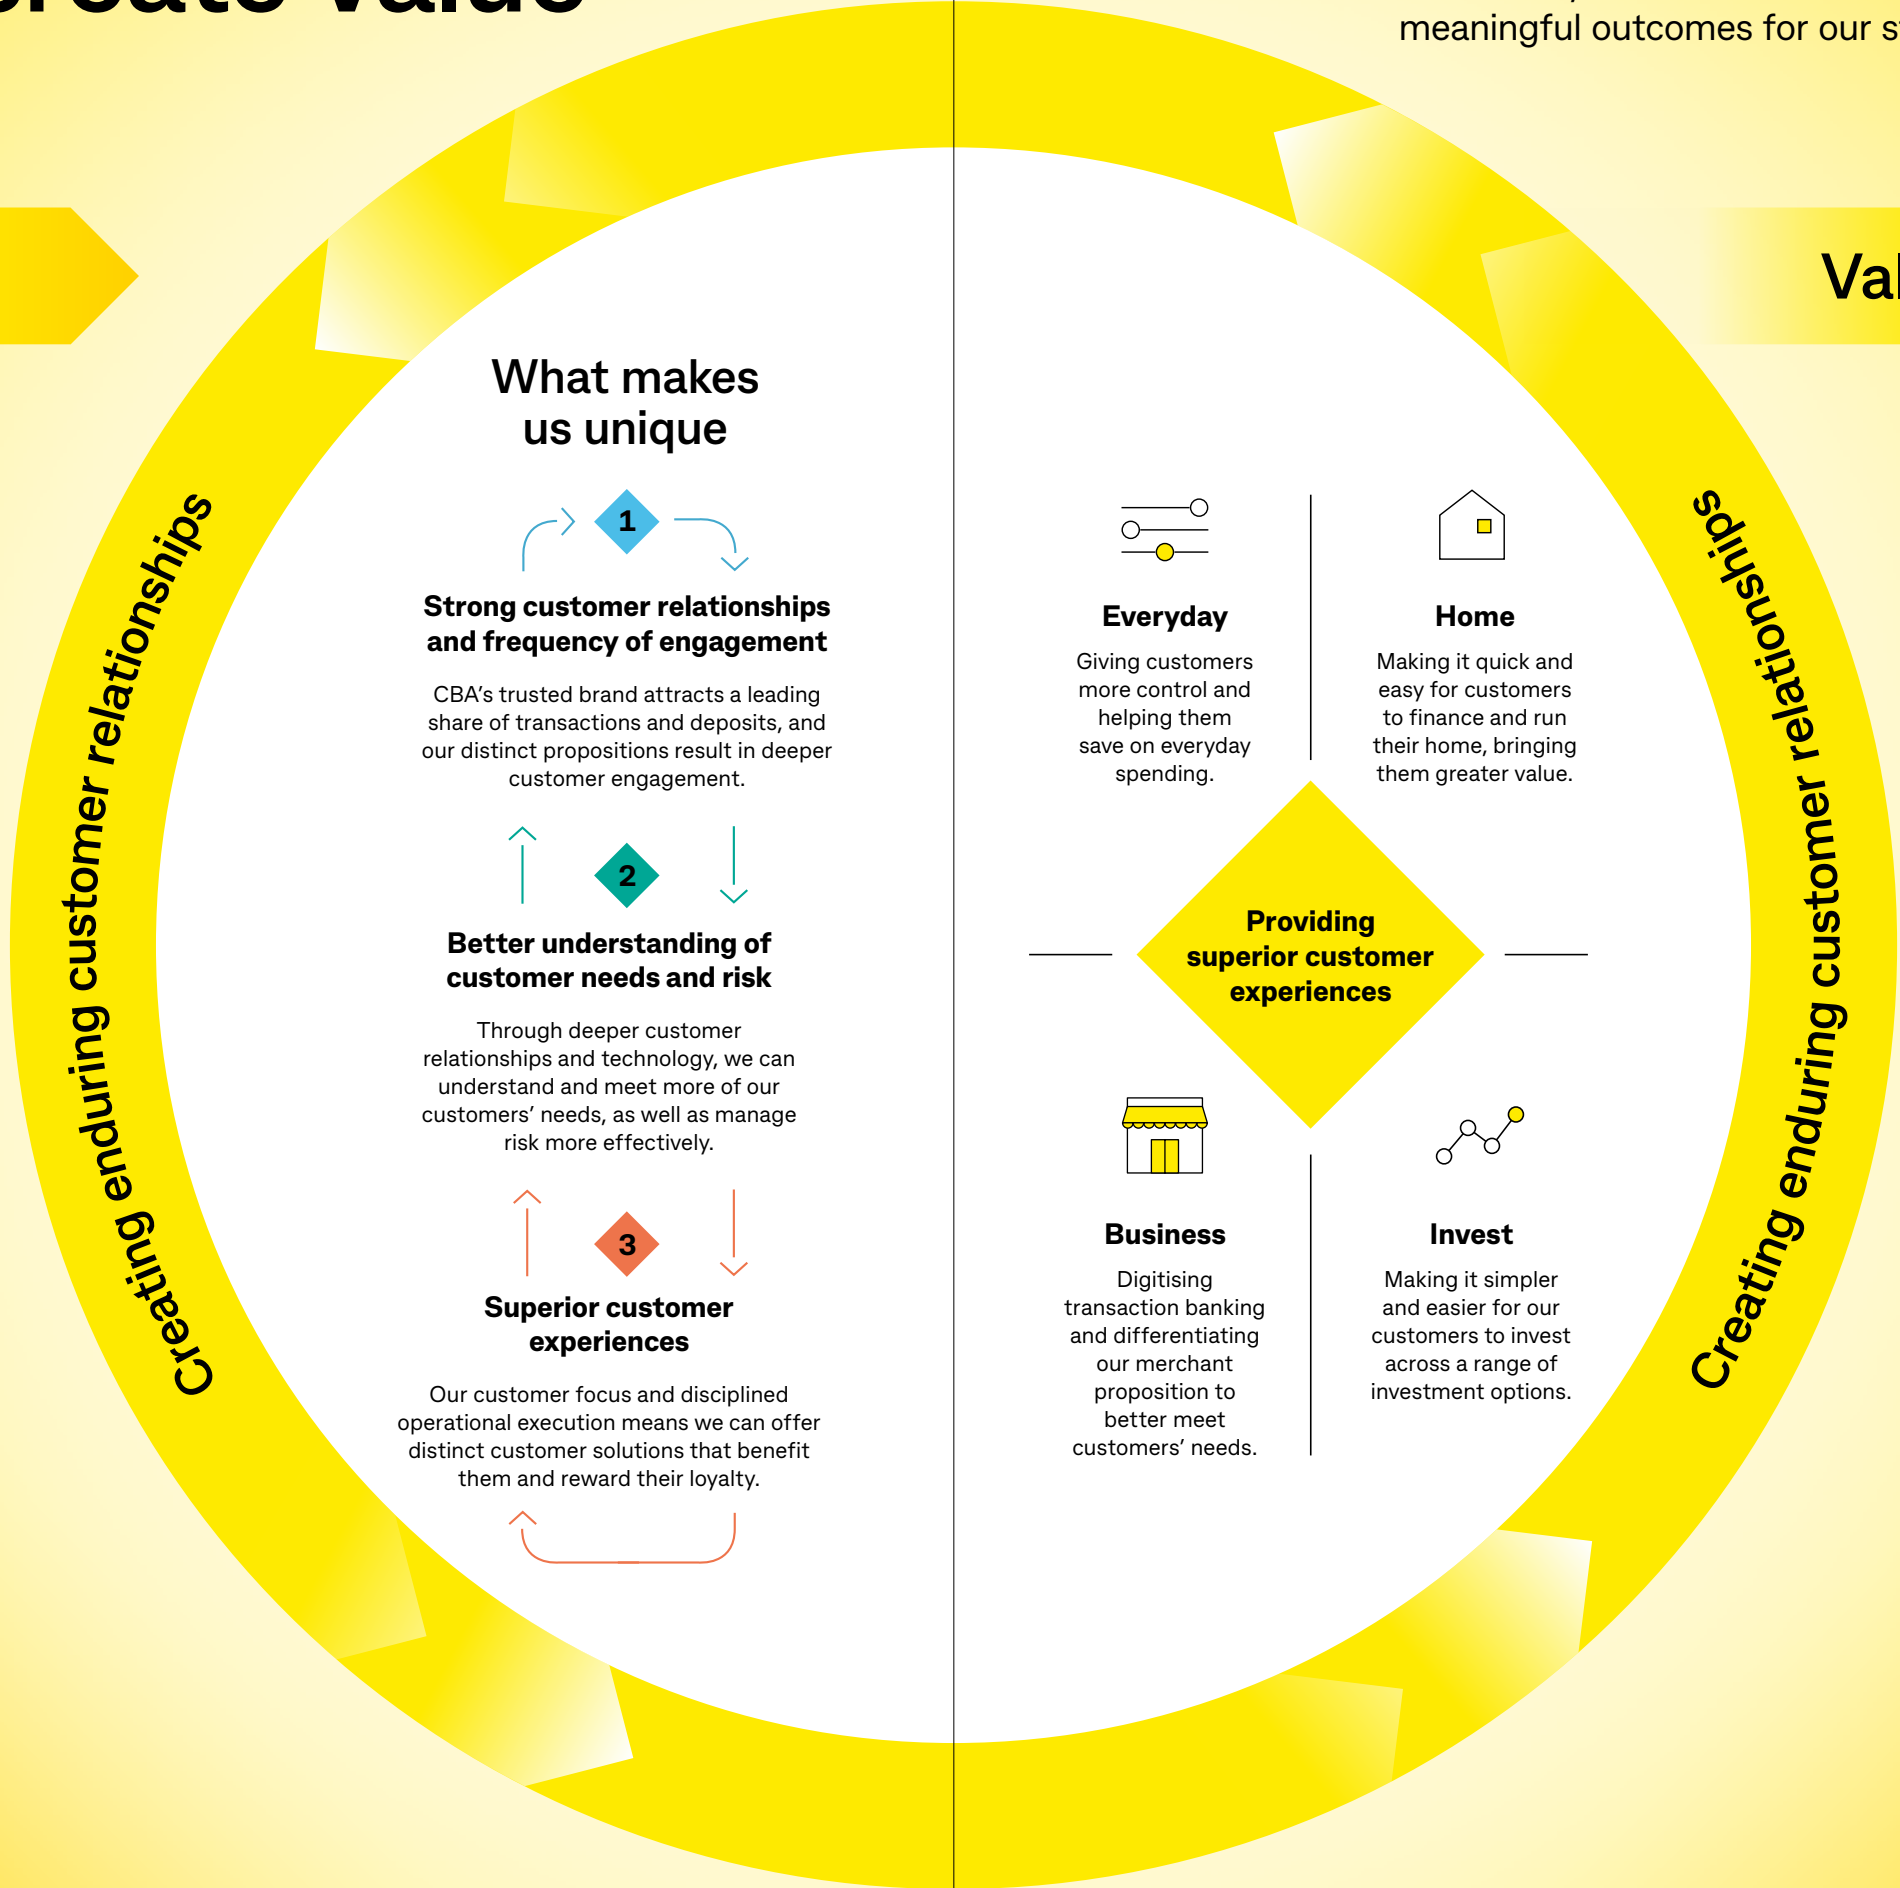 create value
meaningful outcomes for our
What makes
us unique
1
Strong customer relationships
and frequency of engagement
CBA's trusted brand attracts a leading
share of transactions and deposits, and
our distinct propositions result in deeper
customer engagement.
2
Better understanding of
customer needs and risk
Through deeper customer
relationships and technology, we can
understand and meet more of our
customers' needs, as well as manage
risk more effectively.
3
Superior customer
experiences
Our customer focus and disciplined
operational execution means we can offer
distinct customer solutions that benefit
them and reward their loyalty.
Everyday
Giving customers
more control and
helping them
save on everyday
spending.
Home
Making it quick and
easy for customers
to finance and run
their home, bringing
them greater value.
Providing
superior customer
experiences
Business
Digitising
transaction banking
and differentiating
our merchant
proposition to
better meet
customers' needs.
Invest
Making it simpler
and easier for our
customers to invest
across a range of
investment options.
Creating enduring customer relationships
Creating enduring customer relationships